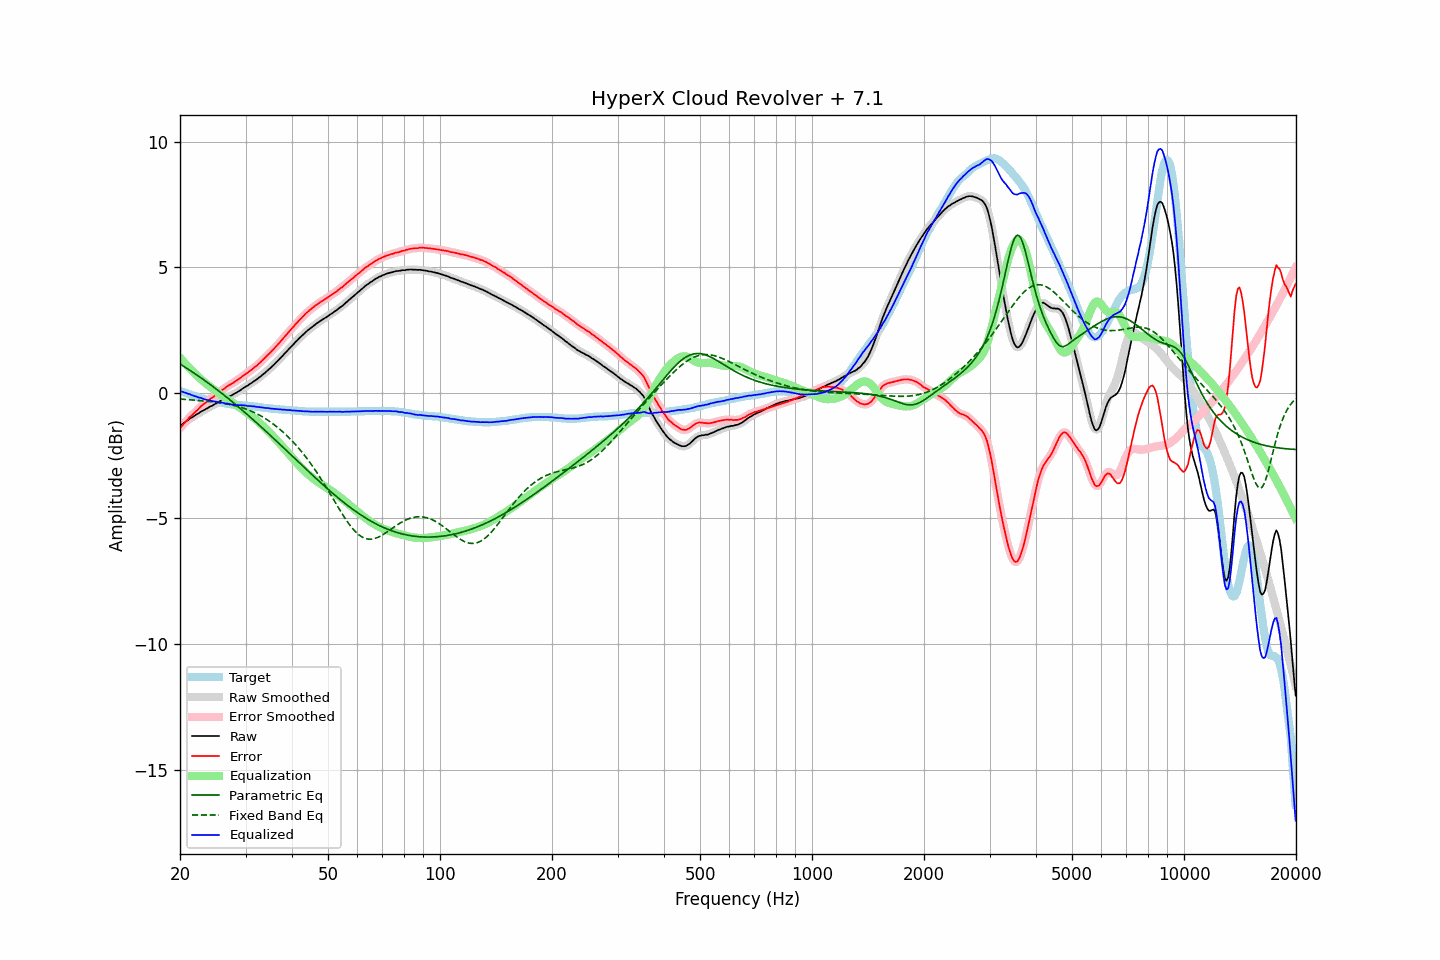 HyperX Cloud Revolver + 7.1
10
5
0
−5
−10
−15
Amplitude (dBr)
Target
Raw Smoothed
Error Smoothed
Raw
Error
Equalization
Parametric Eq
Fixed Band Eq
Equalized
20 50 100 200 500 1000 2000 5000 10000 20000
Frequency (Hz)